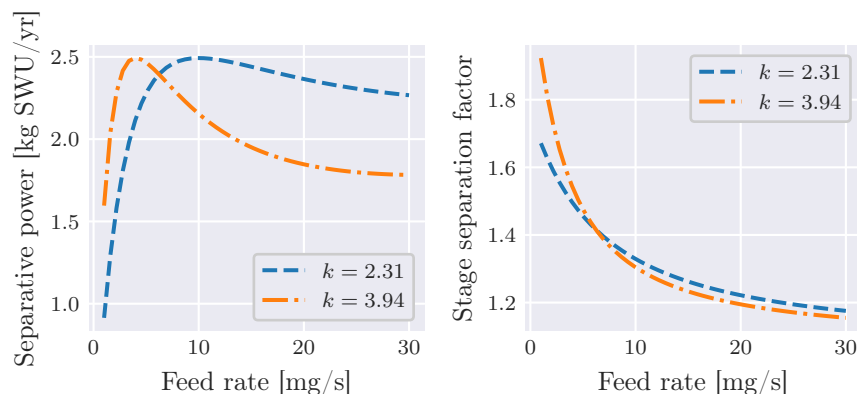 Separative power [kg SWU/yr]
2.5
2.0
1.5
1.0
k = 2.31
k = 3.94
0
10
20
30
Feed rate [mg/s]
Stage separation factor
1.8
1.6
1.4
1.2
k = 2.31
k = 3.94
0
10
20
30
Feed rate [mg/s]